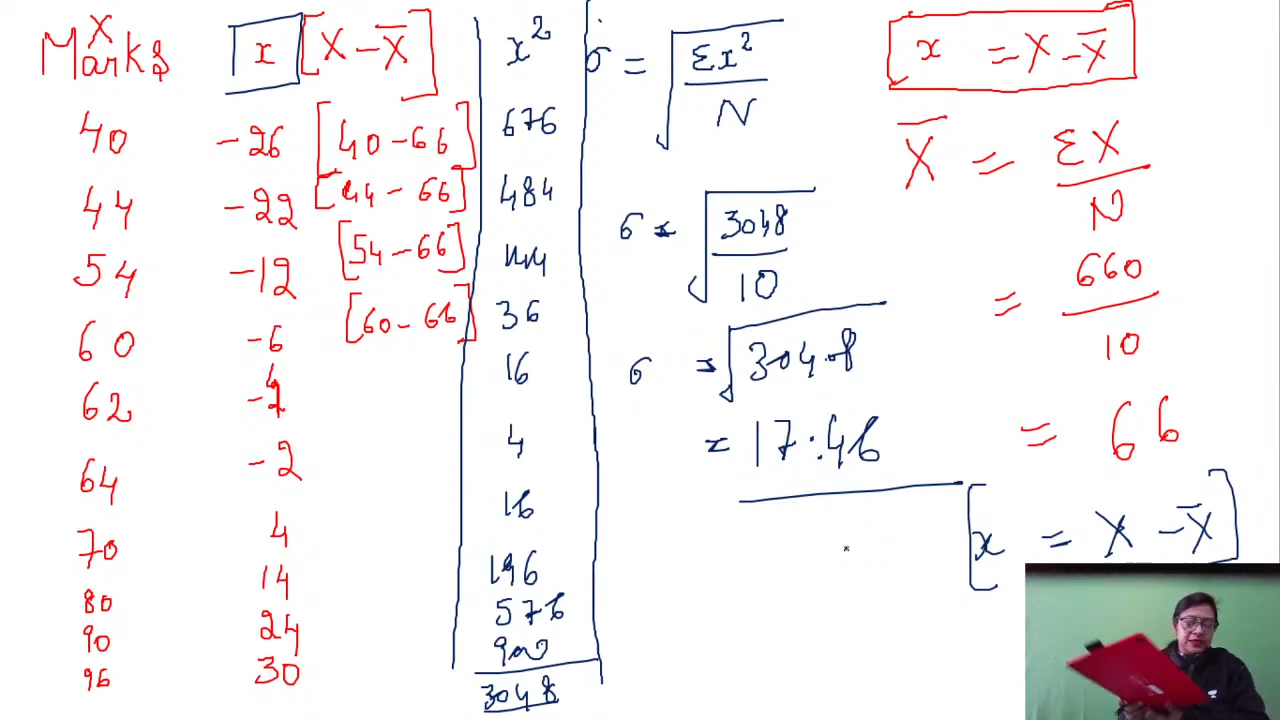 X
Marks x [X - X̅] x²
40 -26 [40 - 66] 676
44 -22 [44 - 66] 484
54 -12 [54 - 66] 144
60 -6 [60 - 66] 36
62 -4 16
64 -2 4
70 4 16
80 14 196
90 24 576
96 30 900
3048
σ = √Σx²/N
σ = √3048/10
σ = √304.8
= 17.46
x = X - X̅
X̅ = ΣX/N
= 660/10
= 66
[x = X - X̅]